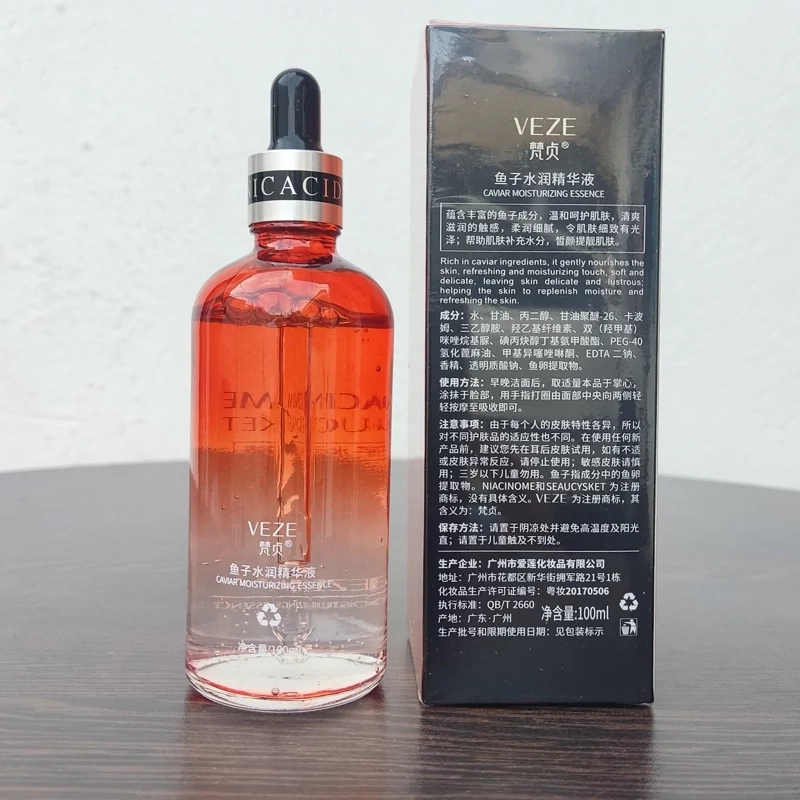 ICACID
VEZE
梵贞®
鱼子水润精华液
CAVIAR MOISTURIZING ESSENCE
净含量:100ml
VEZE
梵贞®
鱼子水润精华液
CAVIAR MOISTURIZING ESSENCE
蕴含丰富的鱼子成分，温和呵护肌肤，清爽
滋润的触感，柔润细腻，令肌肤细致有光
泽；帮助肌肤补充水分，皙颜提靓肌肤。
Rich in caviar ingredients, it gently nourishes the
skin, refreshing and moisturizing touch, soft and
delicate, leaving skin delicate and lustrous;
helping the skin to replenish moisture and
refreshing the skin.
成分：水、甘油、丙二醇、甘油聚醚-26、卡波
姆、三乙醇胺、羟乙基纤维素、双（羟甲基）
咪唑烷基脲、碘丙炔醇丁基氨甲酸酯、PEG-40
氢化蓖麻油、甲基异噻唑啉酮、EDTA 二钠、
香精、透明质酸钠、鱼卵提取物。
使用方法：早晚洁面后，取适量本品于掌心，
涂抹于脸部，用手指打圈由面部中央向两侧轻
轻按摩至吸收即可。
注意事项：由于每个人的皮肤特性各异，所以
对不同护肤品的适应性也不同。在使用任何新
产品前，建议您先在耳后皮肤试用，如有不适
或皮肤异常反应，请停止使用；敏感皮肤请慎
用；三岁以下儿童勿用。鱼子指成分中的鱼卵
提取物。NIACINOME和SEAUCYSKET 为注册
商标，没有具体含义。VEZE 为注册商标，其
含义为：梵贞。
保存方法：请置于阴凉处并避免高温度及阳光
直；请置于儿童触及不到处。
生产企业：广州市爱莲化妆品有限公司
地址：广州市花都区新华街拥军路21号1栋
化妆品生产许可证编号：粤妆20170506
执行标准：QB/T 2660
净含量:100ml
产地：广东·广州
生产批号和限期使用日期：见包装标示